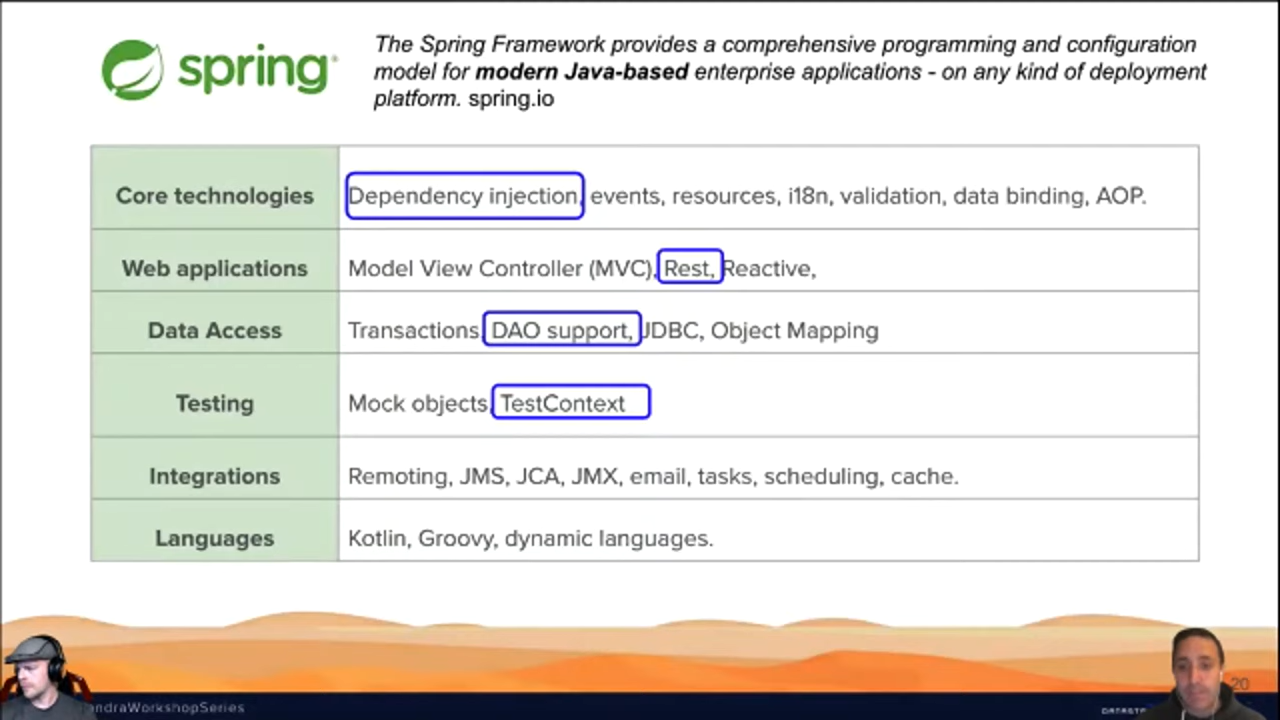 spring®
The Spring Framework provides a comprehensive programming and configuration
model for modern Java-based enterprise applications - on any kind of deployment
platform. spring.io
Core technologies Dependency injection, events, resources, i18n, validation, data binding, AOP.
Web applications Model View Controller (MVC), Rest, Reactive,
Data Access Transactions, DAO support, JDBC, Object Mapping
Testing Mock objects, TestContext
Integrations Remoting, JMS, JCA, JMX, email, tasks, scheduling, cache.
Languages Kotlin, Groovy, dynamic languages.
20
ndraWorkshopSeries
DATAST